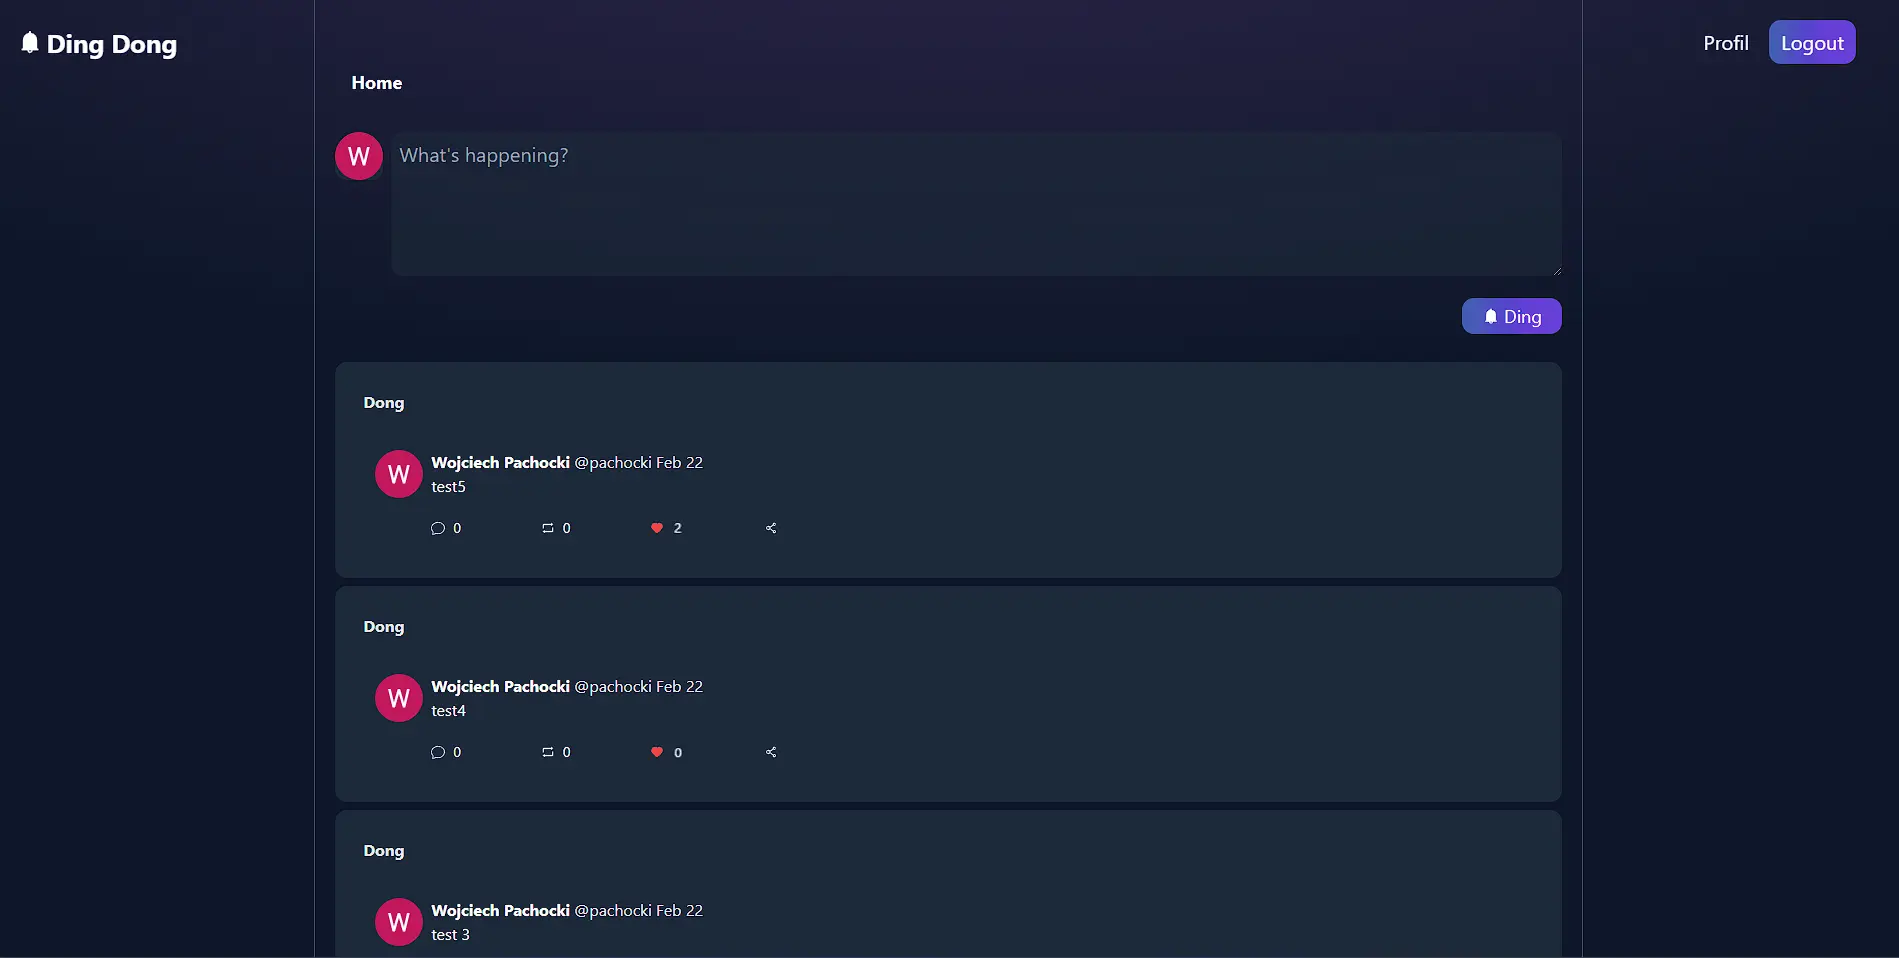 Ding Dong
Profil
Logout
Home
W
What's happening?
Ding
Dong
W
Wojciech Pachocki @pachocki Feb 22
test5
0 0 2
Dong
W
Wojciech Pachocki @pachocki Feb 22
test4
0 0 0
Dong
W
Wojciech Pachocki @pachocki Feb 22
test 3